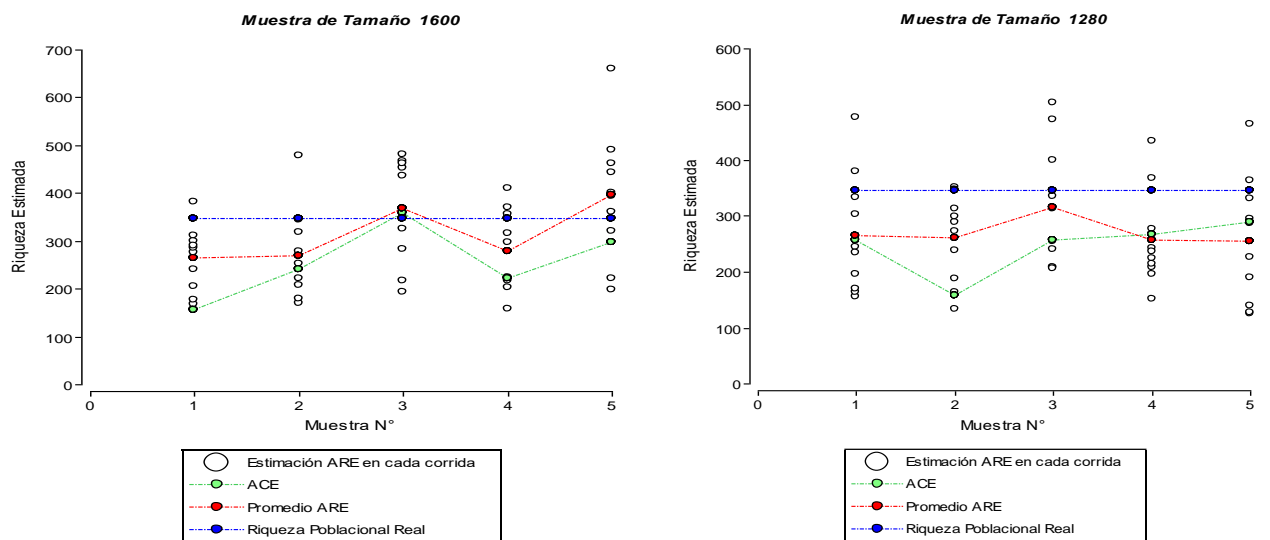 Muestra de Tamaño 1600
Riqueza Estimada
700
600
500
400
300
200
100
0
0 1 2 3 4 5
Muestra N°
Estimación ARE en cada corrida
ACE
Promedio ARE
Riqueza Poblacional Real
Muestra de Tamaño 1280
Riqueza Estimada
600
500
400
300
200
100
0
0 1 2 3 4 5
Muestra N°
Estimación ARE en cada corrida
ACE
Promedio ARE
Riqueza Poblacional Real